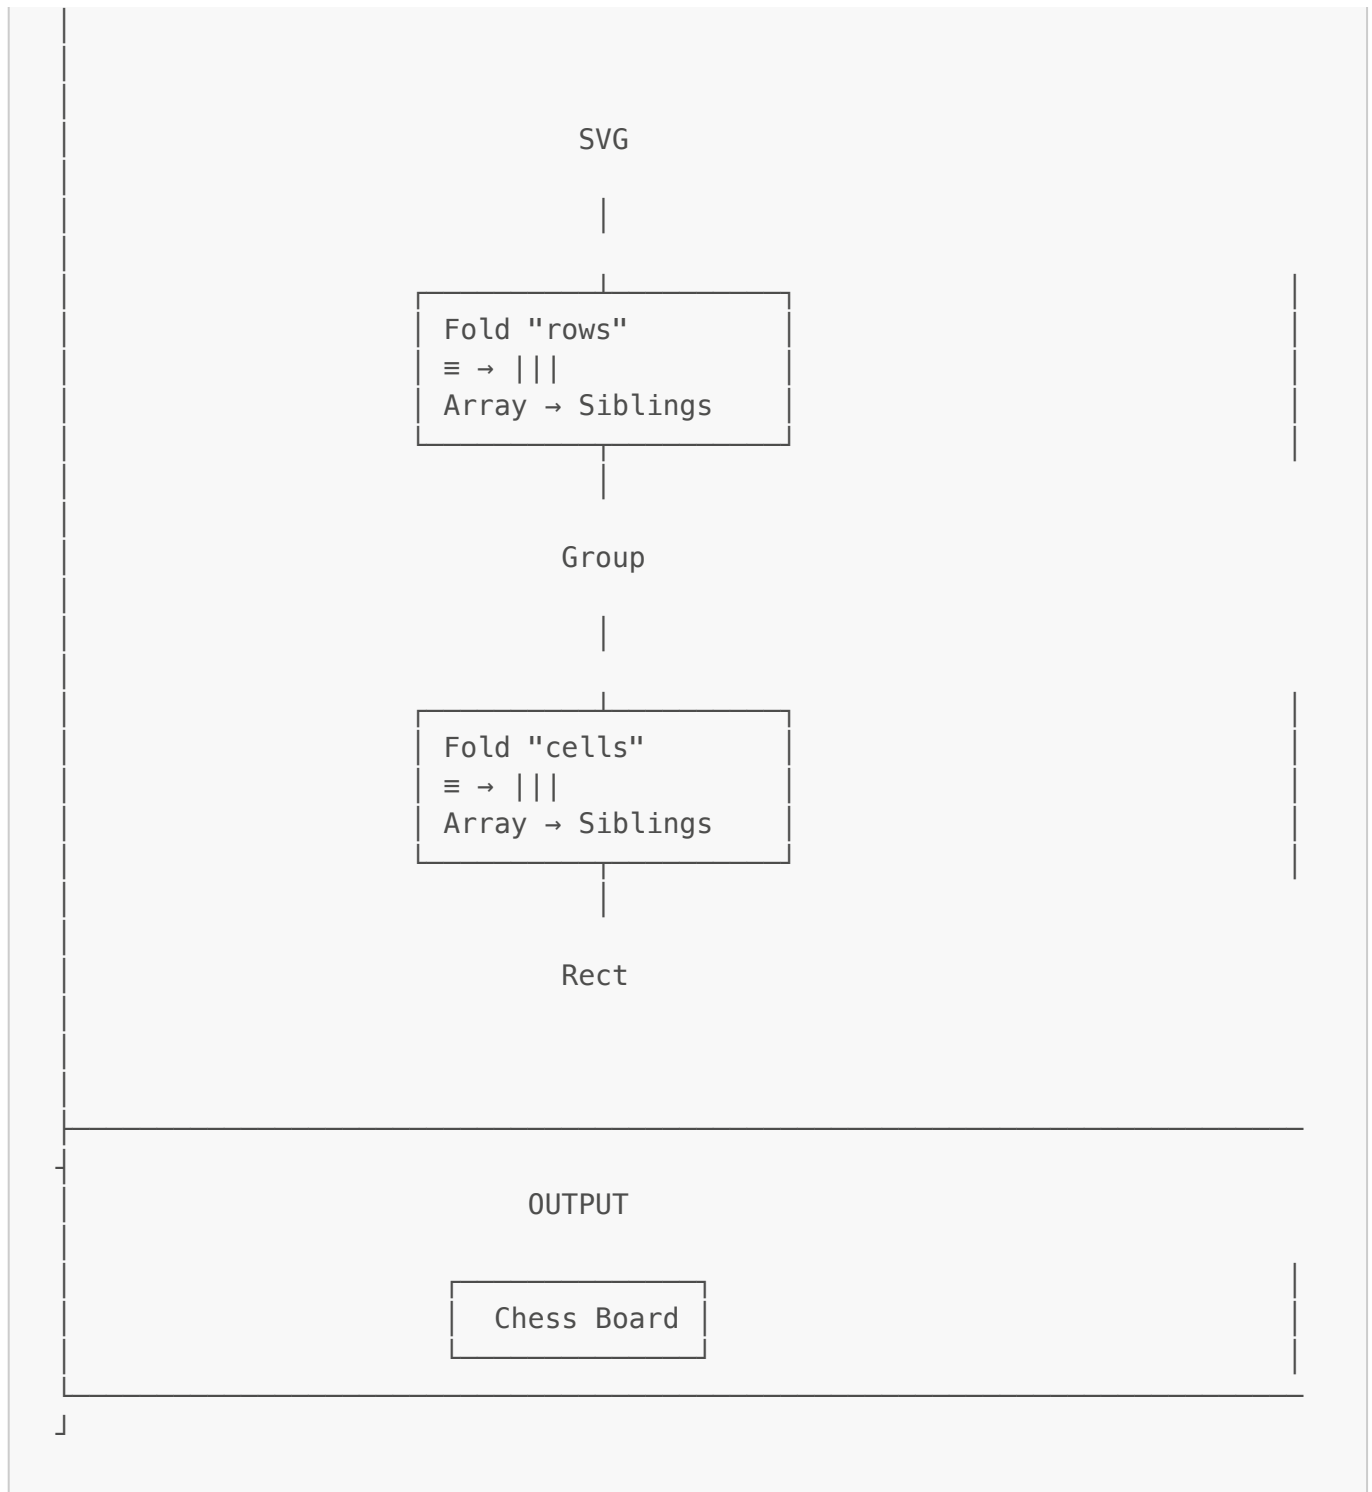 SVG
Fold "rows"
≡ → |||
Array → Siblings
Group
Fold "cells"
≡ → |||
Array → Siblings
Rect
OUTPUT
Chess Board